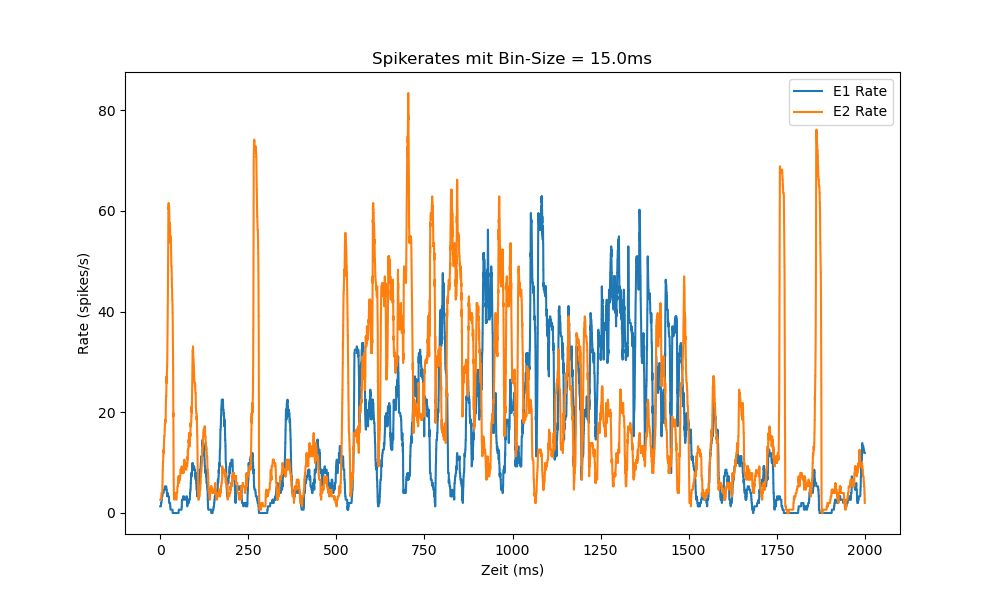 Spikerates mit Bin-Size = 15.0ms
E1 Rate
E2 Rate
80
60
40
20
0
Rate (spikes/s)
0 250 500 750 1000 1250 1500 1750 2000
Zeit (ms)